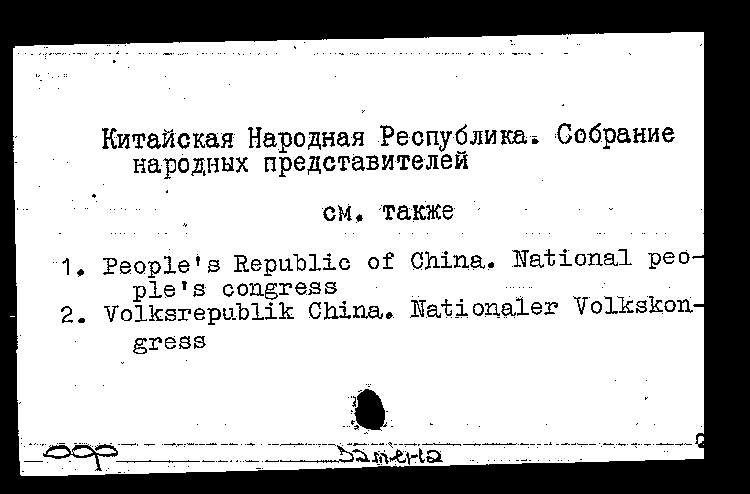 Китайская Народная Республика. Собрание
народных представителей
см. также
1. People's Republic of China. National peo-
ple's congress
2. Volksrepublik China. Nationaler Volkskon-
gress
Замена